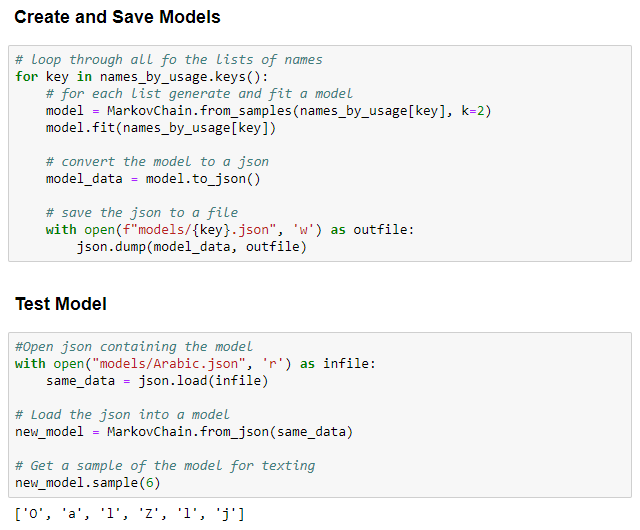 Create and Save Models
# loop through all fo the lists of names
for key in names_by_usage.keys():
    # for each list generate and fit a model
    model = MarkovChain.from_samples(names_by_usage[key], k=2)
    model.fit(names_by_usage[key])

    # convert the model to a json
    model_data = model.to_json()

    # save the json to a file
    with open(f"models/{key}.json", 'w') as outfile:
        json.dump(model_data, outfile)

Test Model
#Open json containing the model
with open("models/Arabic.json", 'r') as infile:
    same_data = json.load(infile)

# Load the json into a model
new_model = MarkovChain.from_json(same_data)

# Get a sample of the model for texting
new_model.sample(6)
['O', 'a', 'l', 'Z', 'l', 'j']